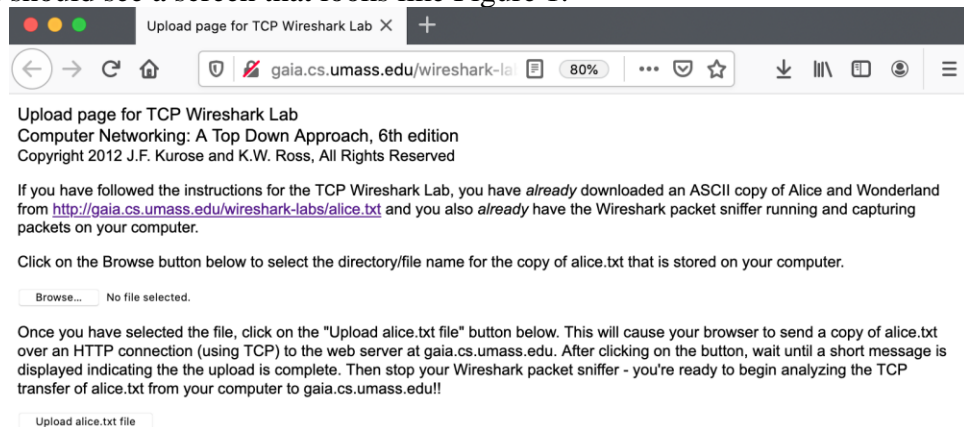 should see a screen that looks like Figure 1.
Upload page for TCP Wireshark Lab
gaia.cs.umass.edu/wireshark-la
80%
Upload page for TCP Wireshark Lab
Computer Networking: A Top Down Approach, 6th edition
Copyright 2012 J.F. Kurose and K.W. Ross, All Rights Reserved
If you have followed the instructions for the TCP Wireshark Lab, you have already downloaded an ASCII copy of Alice and Wonderland
from http://gaia.cs.umass.edu/wireshark-labs/alice.txt and you also already have the Wireshark packet sniffer running and capturing
packets on your computer.
Click on the Browse button below to select the directory/file name for the copy of alice.txt that is stored on your computer.
Browse... No file selected.
Once you have selected the file, click on the "Upload alice.txt file" button below. This will cause your browser to send a copy of alice.txt
over an HTTP connection (using TCP) to the web server at gaia.cs.umass.edu. After clicking on the button, wait until a short message is
displayed indicating the the upload is complete. Then stop your Wireshark packet sniffer - you're ready to begin analyzing the TCP
transfer of alice.txt from your computer to gaia.cs.umass.edu!!
Upload alice.txt file